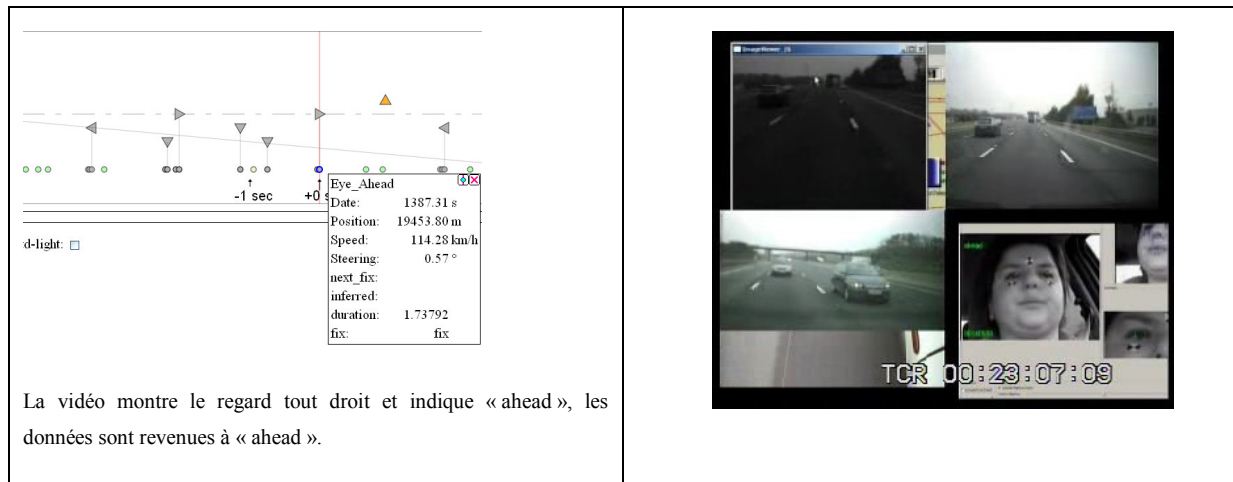 -1 sec
+0 s
d-light:
Eye_Ahead
Date: 1387.31 s
Position: 19453.80 m
Speed: 114.28 km/h
Steering: 0.57 °
next_fix:
inferred:
duration: 1.73792
fix: fix
La vidéo montre le regard tout droit et indique « ahead », les
données sont revenues à « ahead ».
ImageViewer
ahead
TCR 00:23:07:09